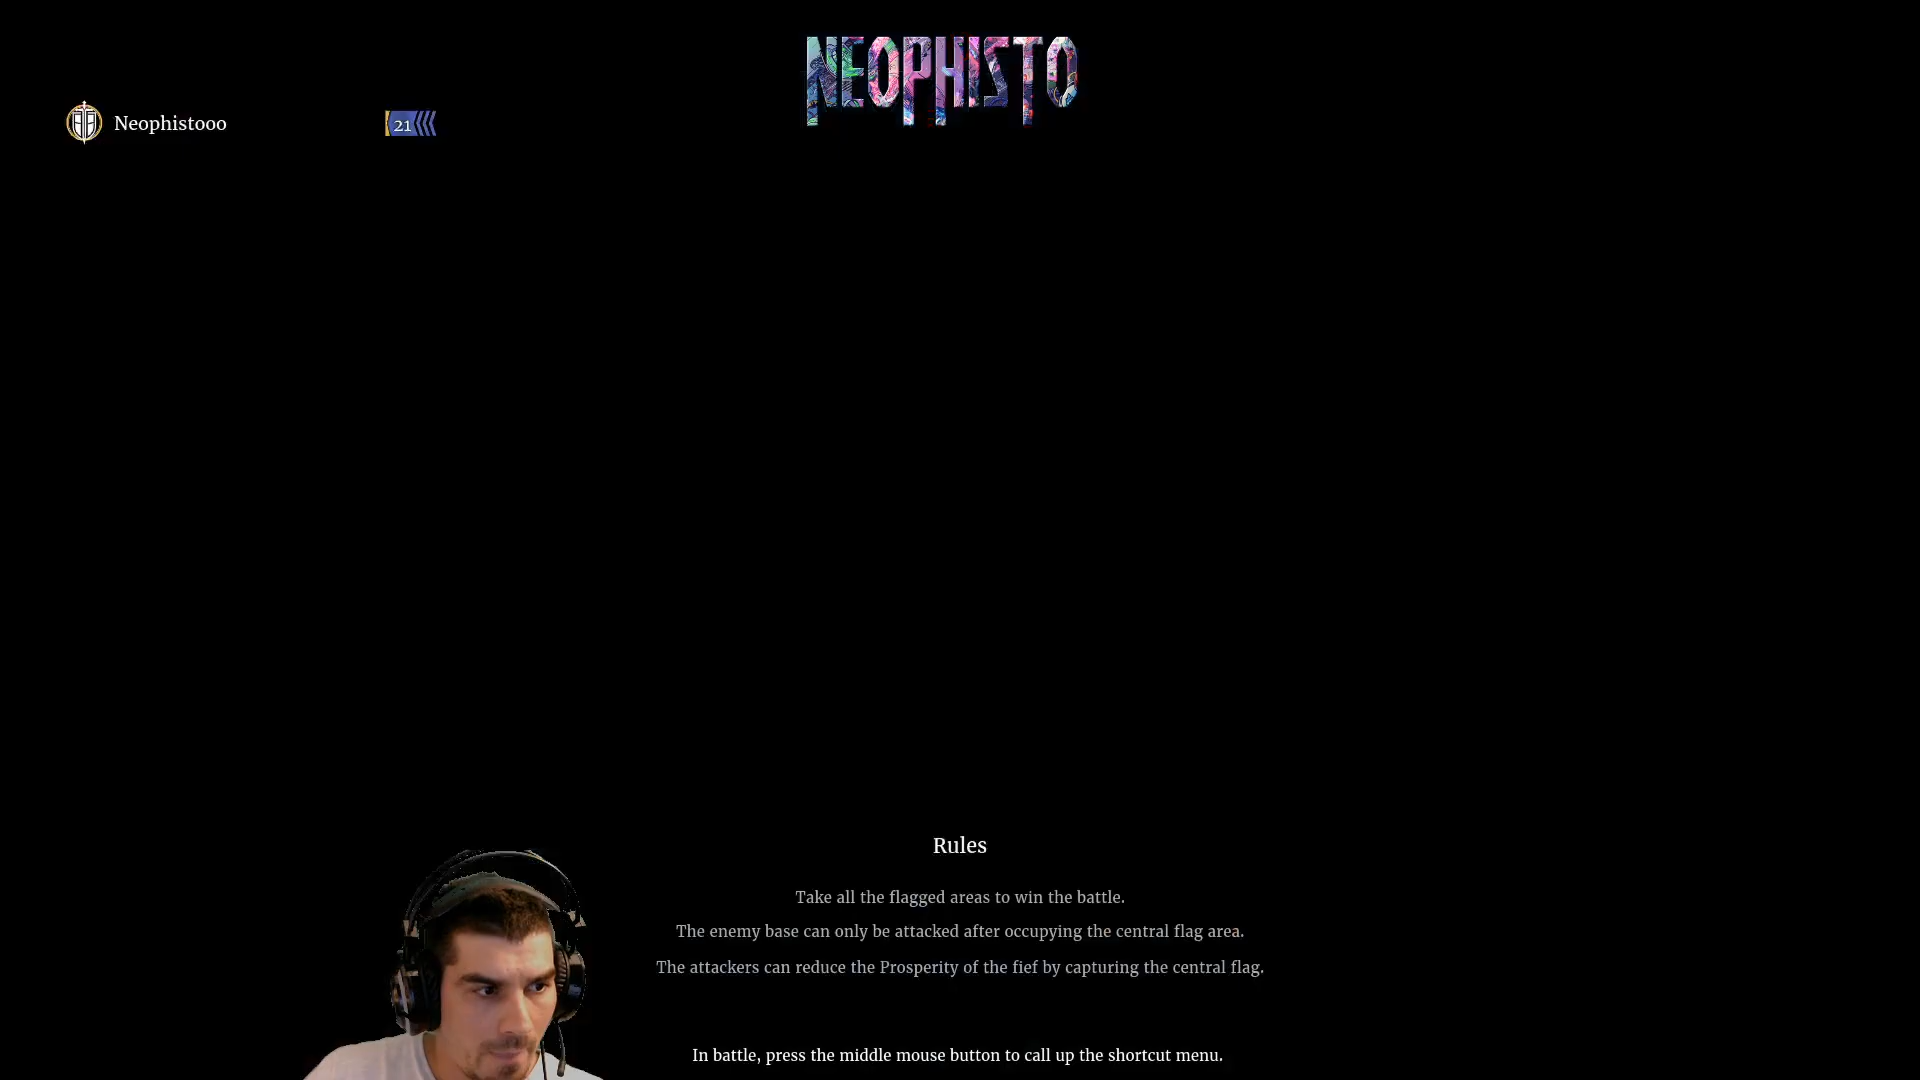 NEOPHISTO
Neophistooo
21
Rules
Take all the flagged areas to win the battle.
The enemy base can only be attacked after occupying the central flag area.
The attackers can reduce the Prosperity of the fief by capturing the central flag.
In battle, press the middle mouse button to call up the shortcut menu.